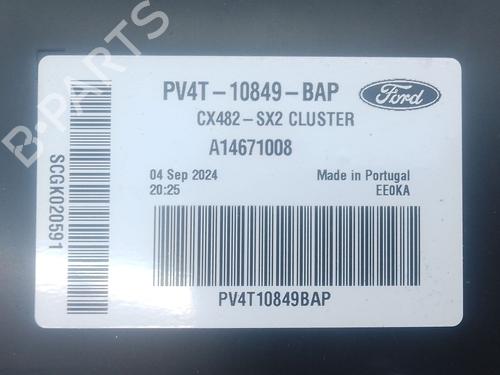 B-PARTS
PV4T-10849-BAP
Ford
CX482-SX2 CLUSTER
A14671008
04 Sep 2024
20:25
Made in Portugal
EE0KA
SCGK020591
PV4T10849BAP